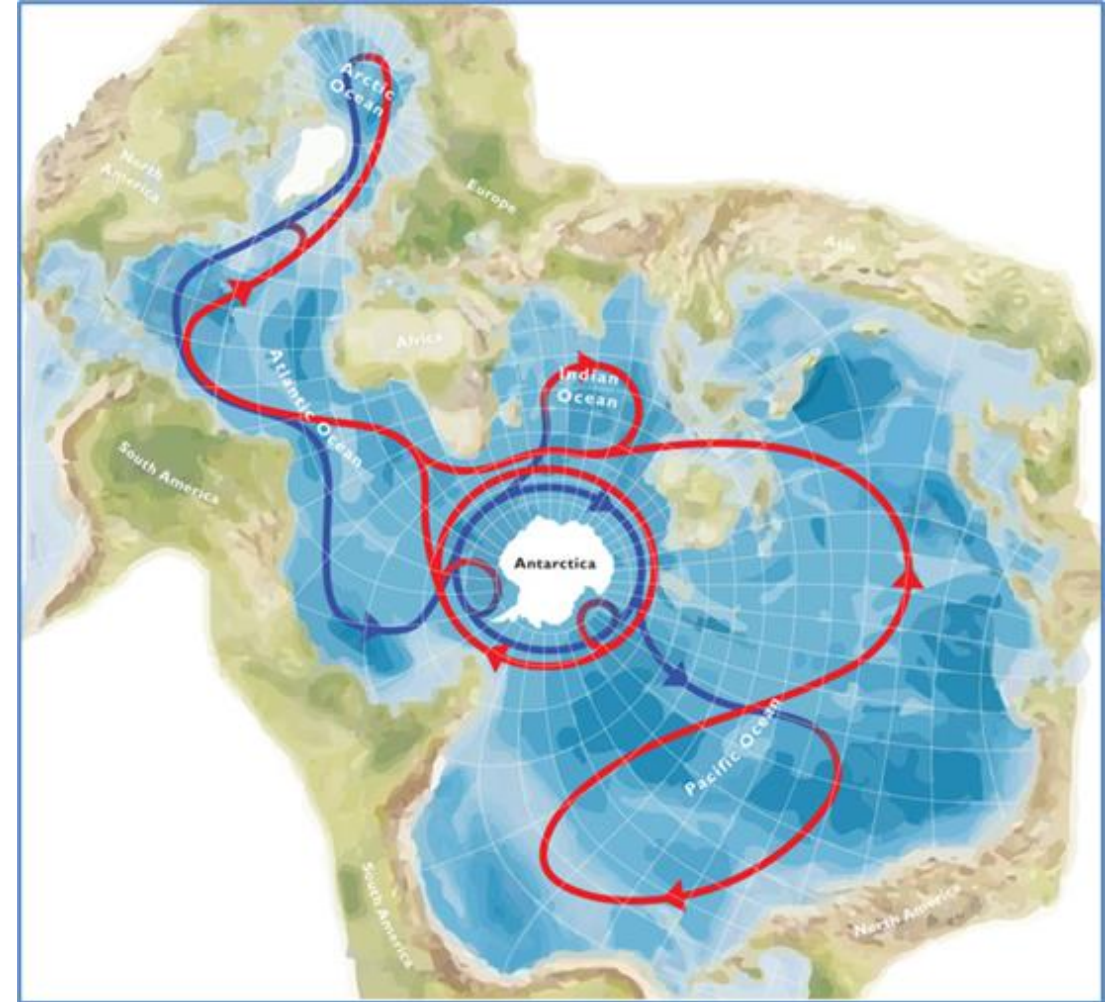 Arctic
Ocean
North
America
Europe
Asia
Africa
Atlantic Ocean
Indian
Ocean
South America
Antarctica
Pacific Ocean
South America
North America